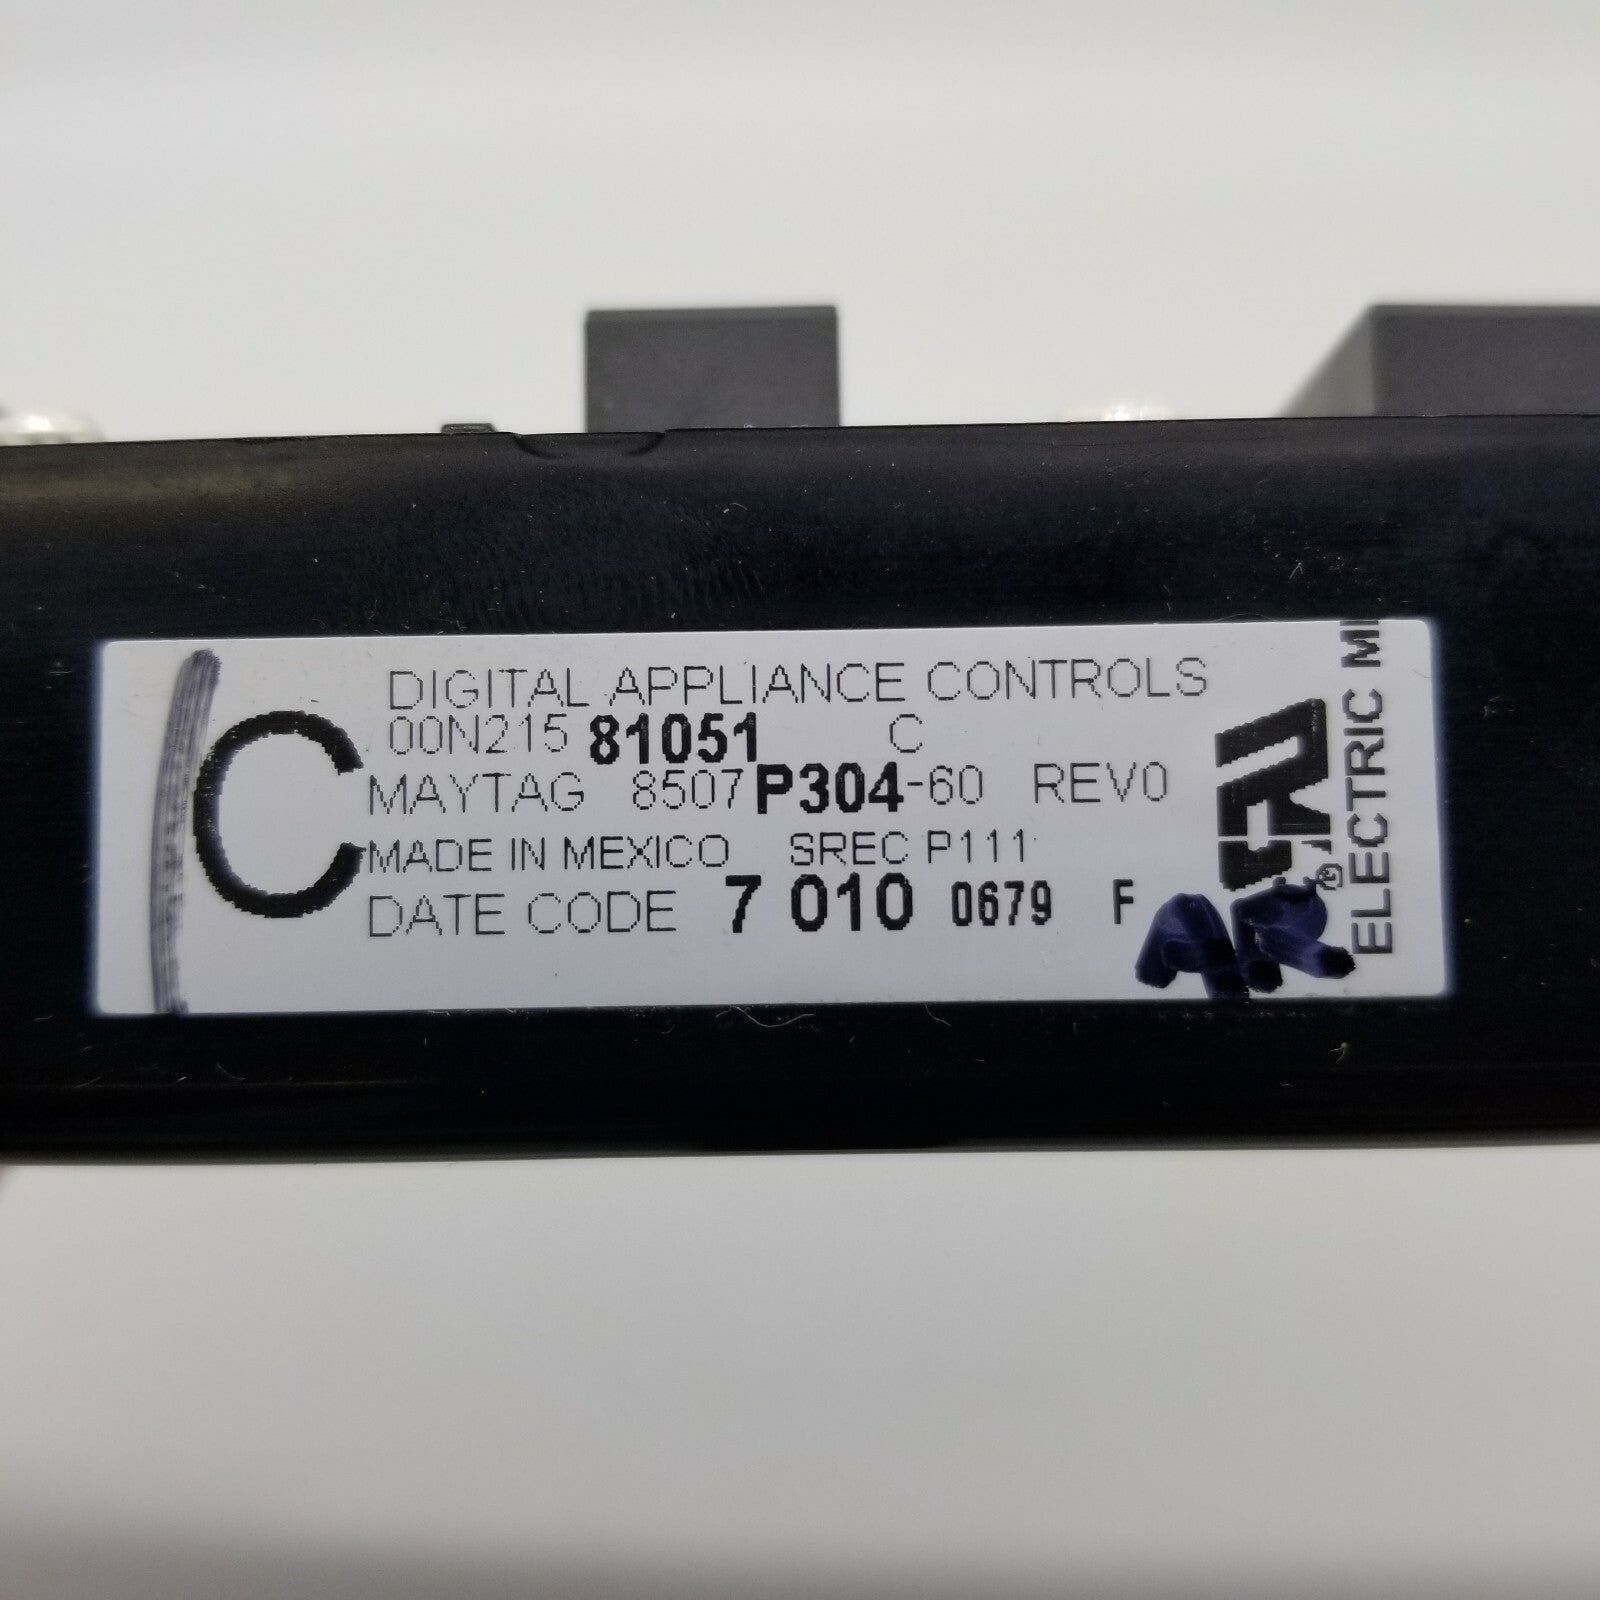 DIGITAL APPLIANCE CONTROLS
00N215 81051 C
C
MAYTAG 8507P304-60 REV0
MADE IN MEXICO SREC P111
DATE CODE 7 010 0679 F
ELECTRIC